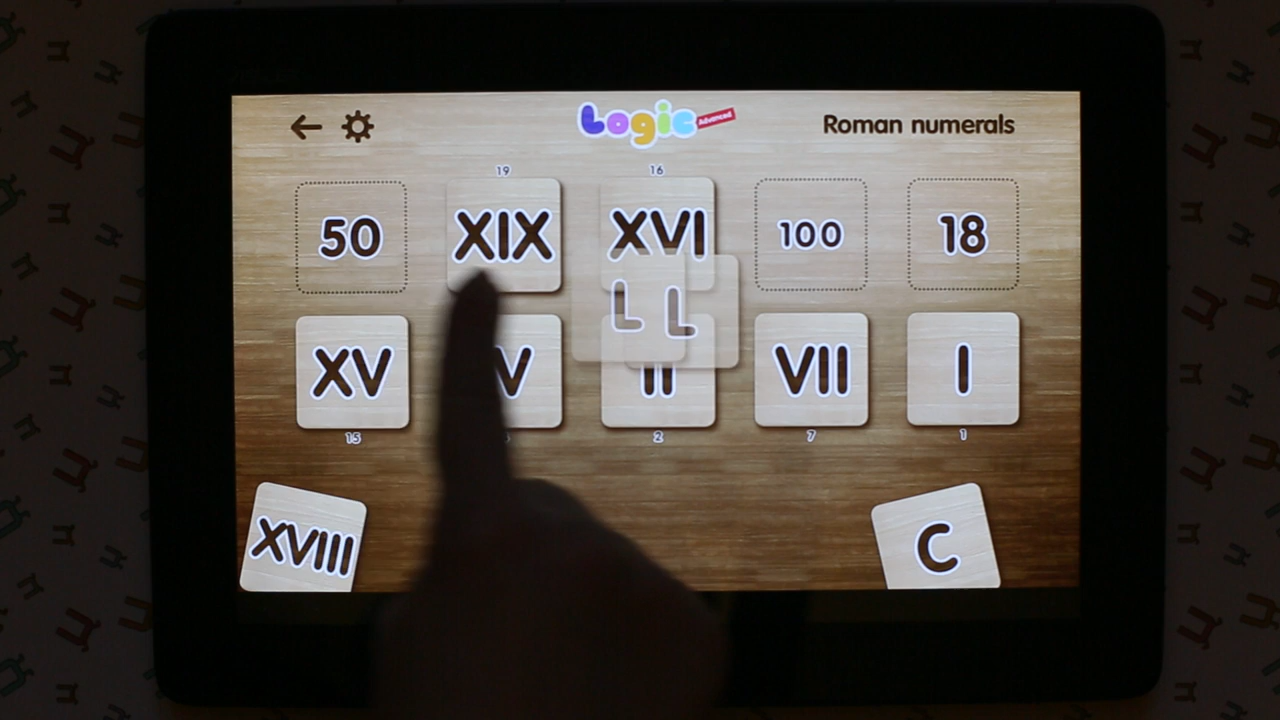 Logic Advanced
Roman numerals
19 16
50 XIX XVI 100 18
L L
XV V II VII I
15 2 7 1
XVIII C